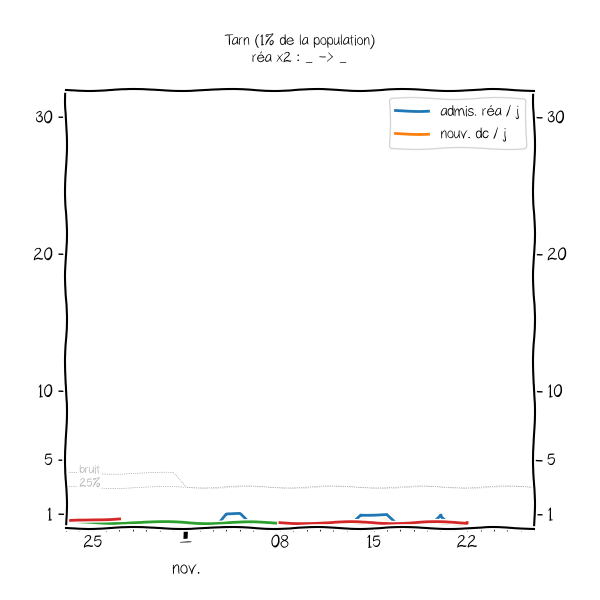 Tarn (1% de la population)
réa x2 : _ -> _
admis. réa / j
nouv. dc / j
30 30
20 20
10 10
5 5
bruit
25%
1 1
25 1 08 15 22
nov.